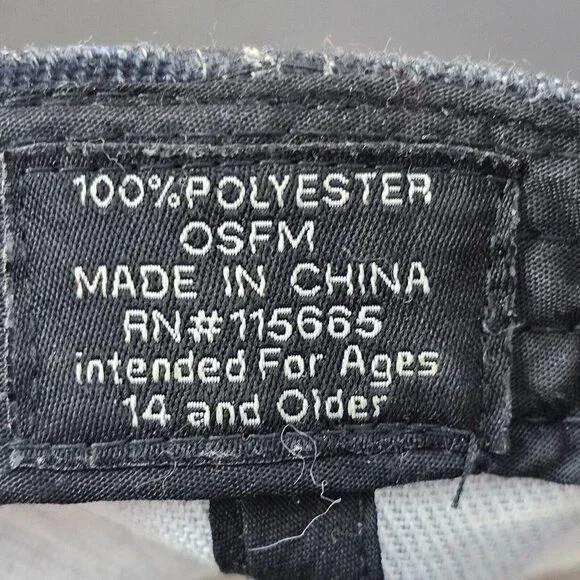 100%POLYESTER
OSFM
MADE IN CHINA
RN#115665
intended For Ages
14 and Older